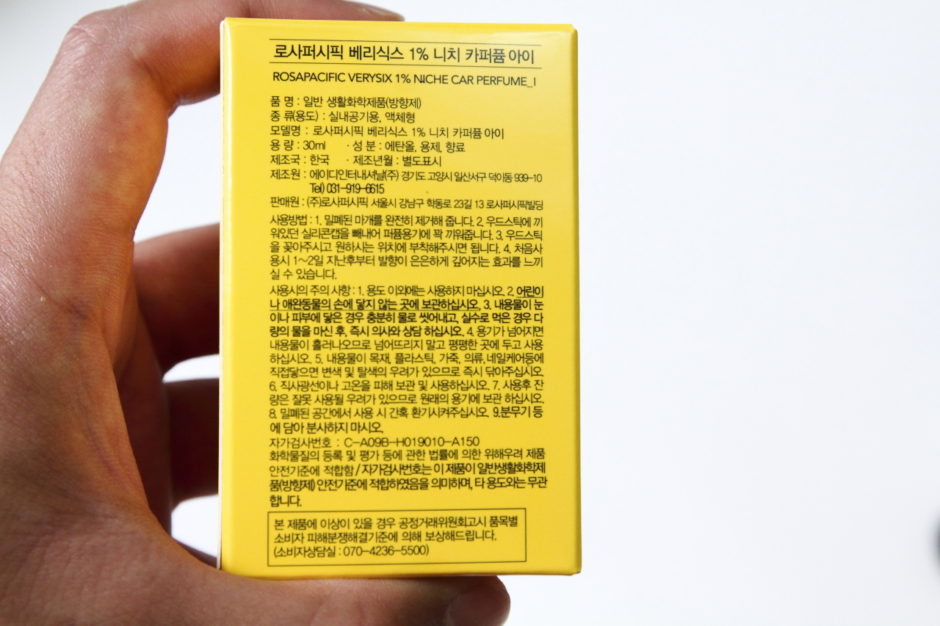 로사퍼시픽 베리식스 1% 니치 카퍼퓸 아이
ROSAPACIFIC VERYSIX 1% NICHE CAR PERFUME_I
품 명 : 일반 생활화학제품(방향제)
종 류(용도) : 실내공기용, 액체형
모델명 : 로사퍼시픽 베리식스 1% 니치 카퍼퓸 아이
용 량 : 30ml · 성 분 : 에탄올, 용제, 향료
제조국 : 한국 · 제조년월 : 별도표시
제조원 : 에이디인터내셔날(주) 경기도 고양시 일산서구 덕이동 939-10
Tel) 031-919-6615
판매원 : (주)로사퍼시픽 서울시 강남구 학동로 23길 13 로사퍼시픽빌딩
사용방법 : 1. 밀폐된 마개를 완전히 제거해 줍니다. 2. 우드스틱에 끼
워있던 실리콘캡을 빼내어 퍼퓸용기에 꽉 끼워줍니다. 3. 우드스틱
을 꽂아주시고 원하시는 위치에 부착해주시면 됩니다. 4. 처음사
용시 1~2일 지난후부터 발향이 은은하게 깊어지는 효과를 느끼
실 수 있습니다.
사용시의 주의 사항 : 1. 용도 이외에는 사용하지 마십시오. 2. 어린이
나 애완동물의 손에 닿지 않는 곳에 보관하십시오. 3. 내용물이 눈
이나 피부에 닿은 경우 충분히 물로 씻어내고, 실수로 먹은 경우 다
량의 물을 마신 후, 즉시 의사와 상담 하십시오. 4. 용기가 넘어지면
내용물이 흘러나오므로 넘어뜨리지 말고 평평한 곳에 두고 사용
하십시오. 5. 내용물이 목재, 플라스틱, 가죽, 의류, 네일케어등에
직접닿으면 변색 및 탈색의 우려가 있으므로 즉시 닦아주십시오.
6. 직사광선이나 고온을 피해 보관 및 사용하십시오. 7. 사용후 잔
량은 잘못 사용될 우려가 있으므로 원래의 용기에 보관 하십시오.
8. 밀폐된 공간에서 사용 시 간혹 환기시켜주십시오. 9.분무기 등
에 담아 분사하지 마시오.
자가검사번호 : C-A09B-H019010-A150
화학물질의 등록 및 평가 등에 관한 법률에 의한 위해우려 제품
안전기준에 적합함 / 자가검사번호는 이 제품이 일반생활화학제
품(방향제) 안전기준에 적합하였음을 의미하며, 타 용도와는 무관
합니다.
본 제품에 이상이 있을 경우 공정거래위원회고시 품목별
소비자 피해분쟁해결기준에 의해 보상해드립니다.
(소비자상담실 : 070-4236-5500)